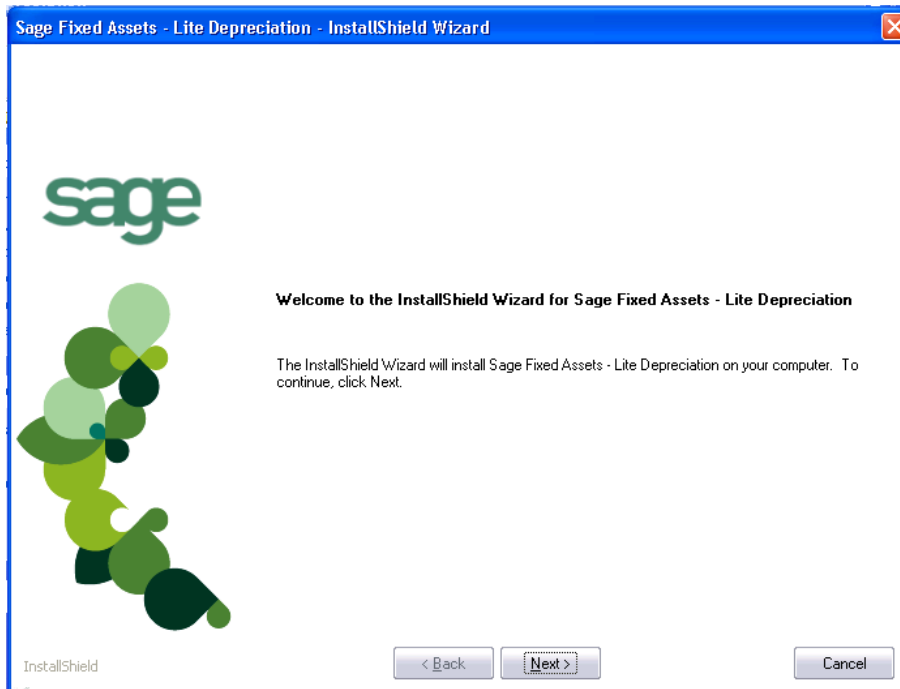 Sage Fixed Assets - Lite Depreciation - InstallShield Wizard
sage
Welcome to the InstallShield Wizard for Sage Fixed Assets - Lite Depreciation
The InstallShield Wizard will install Sage Fixed Assets - Lite Depreciation on your computer. To
continue, click Next.
InstallShield
< Back
Next >
Cancel